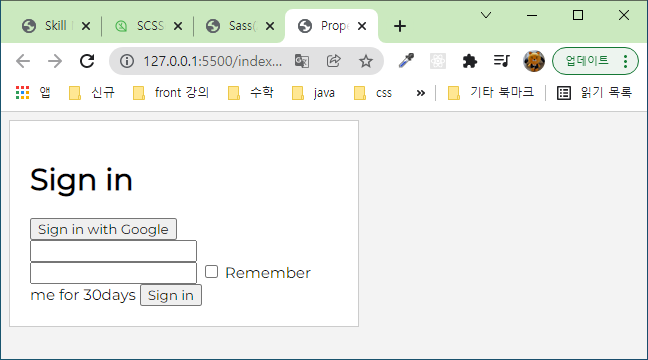 Skill
SCSS
Sass(
Prope
127.0.0.1:5500/index...
업데이트
앱 신규 front 강의 수학 java css » 기타 북마크 읽기 목록
Sign in
Sign in with Google
Remember
me for 30days Sign in